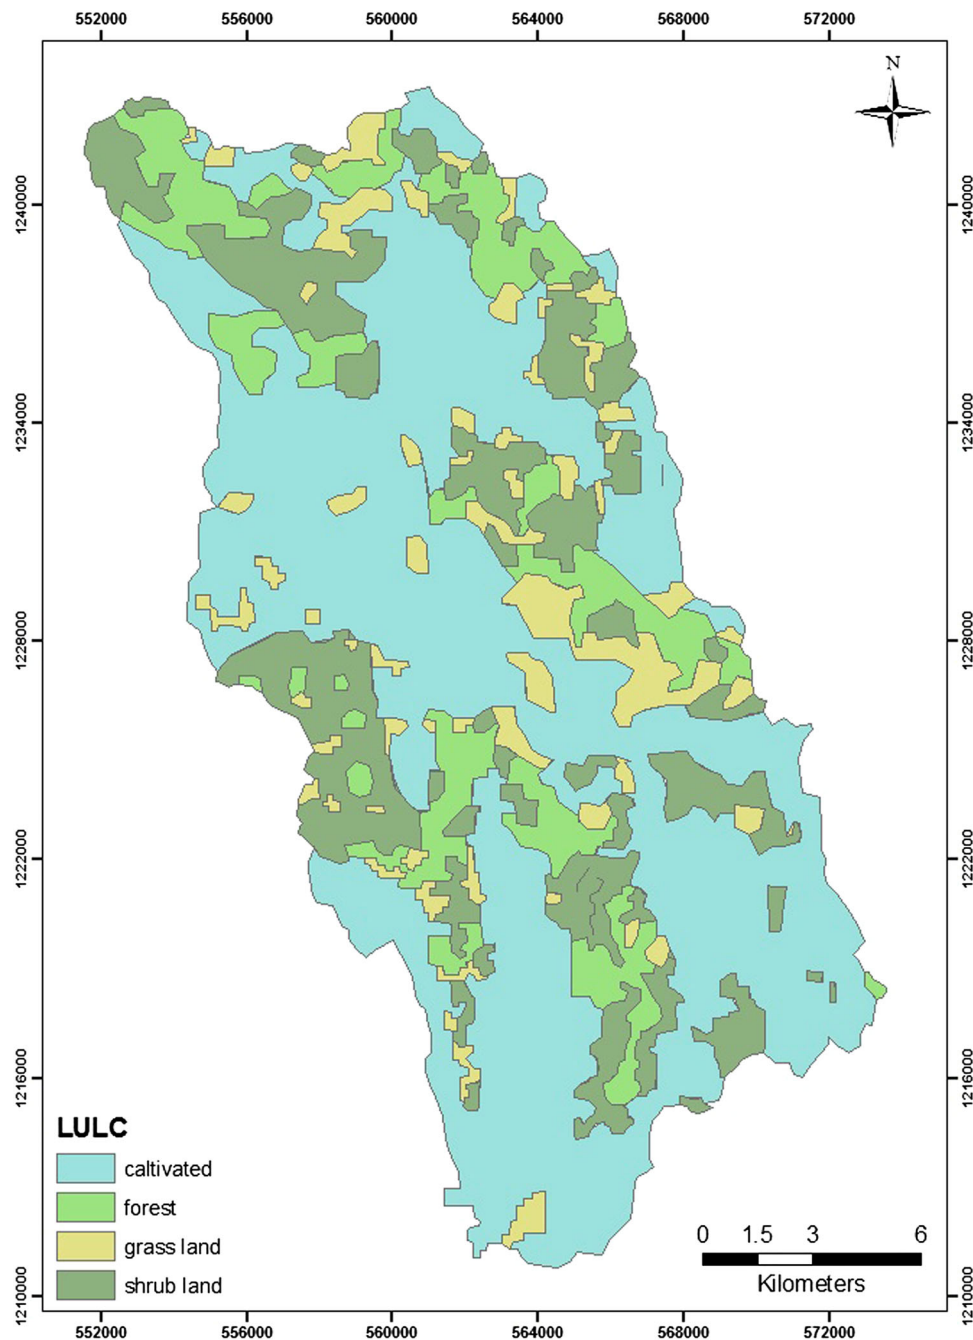 552000 556000 560000 564000 568000 572000
N
1240000 1240000
1234000 1234000
1228000 1228000
1222000 1222000
1216000 1216000
1210000 1210000
LULC
caltivated
forest
grass land
shrub land
0 1.5 3 6
Kilometers
552000 556000 560000 564000 568000 572000